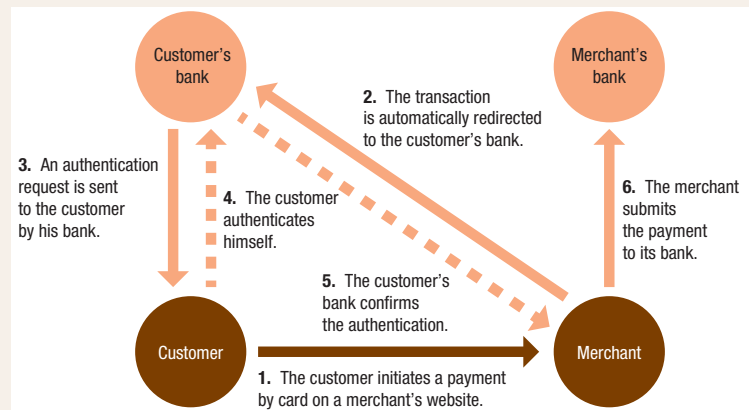 Customer's
bank
Merchant's
bank
2. The transaction
is automatically redirected
to the customer's bank.
3. An authentication
request is sent
to the customer
by his bank.
4. The customer
authenticates
himself.
6. The merchant
submits
the payment
to its bank.
5. The customer's
bank confirms
the authentication.
Customer
Merchant
1. The customer initiates a payment
by card on a merchant's website.